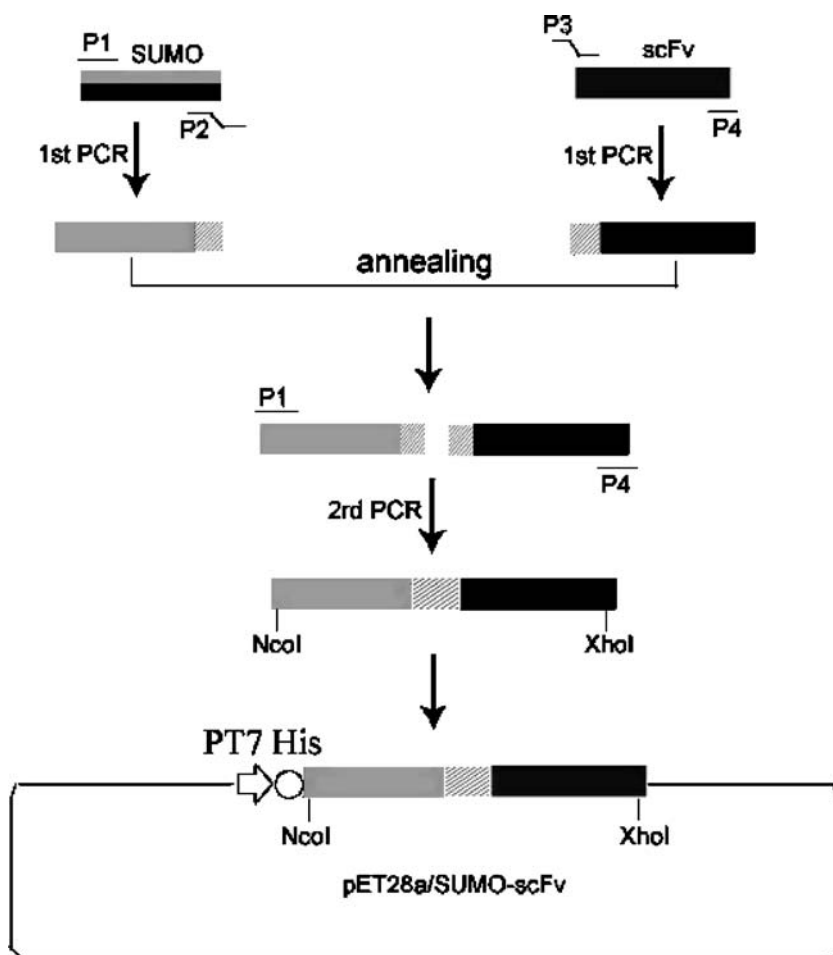 P1
SUMO
P2
P3
scFv
P4
1st PCR
1st PCR
annealing
P1
P4
2rd PCR
NcoI
XhoI
PT7 His
NcoI
XhoI
pET28a/SUMO-scFv